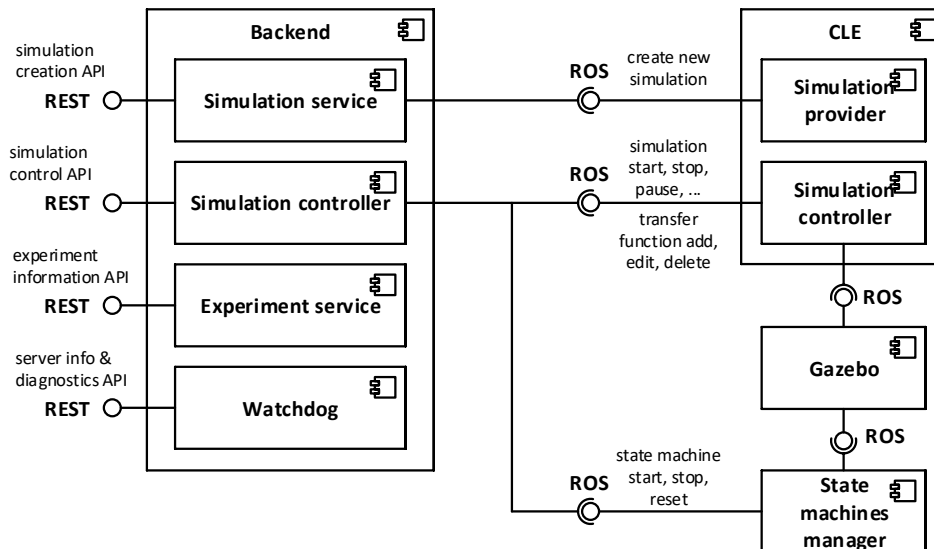 Backend
simulation
creation API
REST
Simulation service
simulation
control API
REST
Simulation controller
experiment
information API
REST
Experiment service
server info &
diagnostics API
REST
Watchdog
ROS
create new
simulation
ROS
simulation
start, stop,
pause, ...
transfer
function add,
edit, delete
ROS
state machine
start, stop,
reset
CLE
Simulation
provider
Simulation
controller
ROS
Gazebo
ROS
State
machines
manager